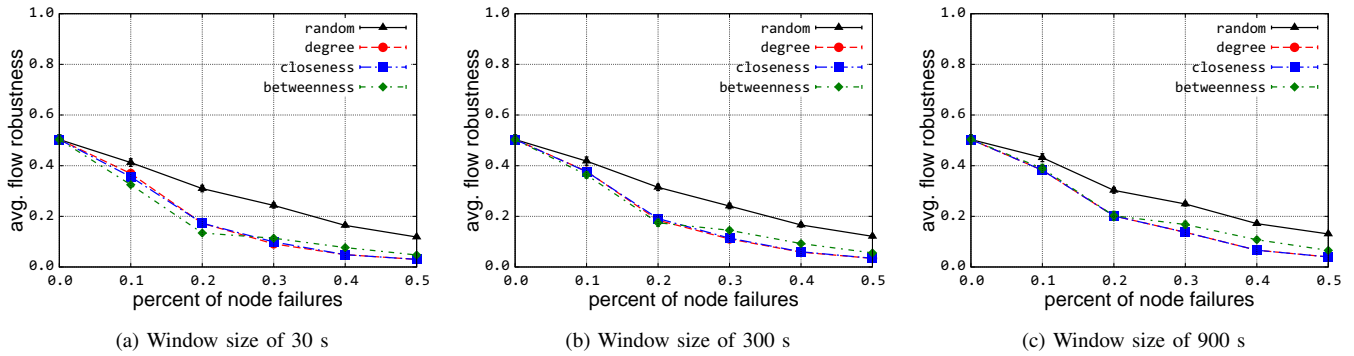 avg. flow robustness
1.0
0.8
0.6
0.4
0.2
0.0
random
degree
closeness
betweenness
0.0 0.1 0.2 0.3 0.4 0.5
percent of node failures
(a) Window size of 30 s
avg. flow robustness
1.0
0.8
0.6
0.4
0.2
0.0
random
degree
closeness
betweenness
0.0 0.1 0.2 0.3 0.4 0.5
percent of node failures
(b) Window size of 300 s
avg. flow robustness
1.0
0.8
0.6
0.4
0.2
0.0
random
degree
closeness
betweenness
0.0 0.1 0.2 0.3 0.4 0.5
percent of node failures
(c) Window size of 900 s